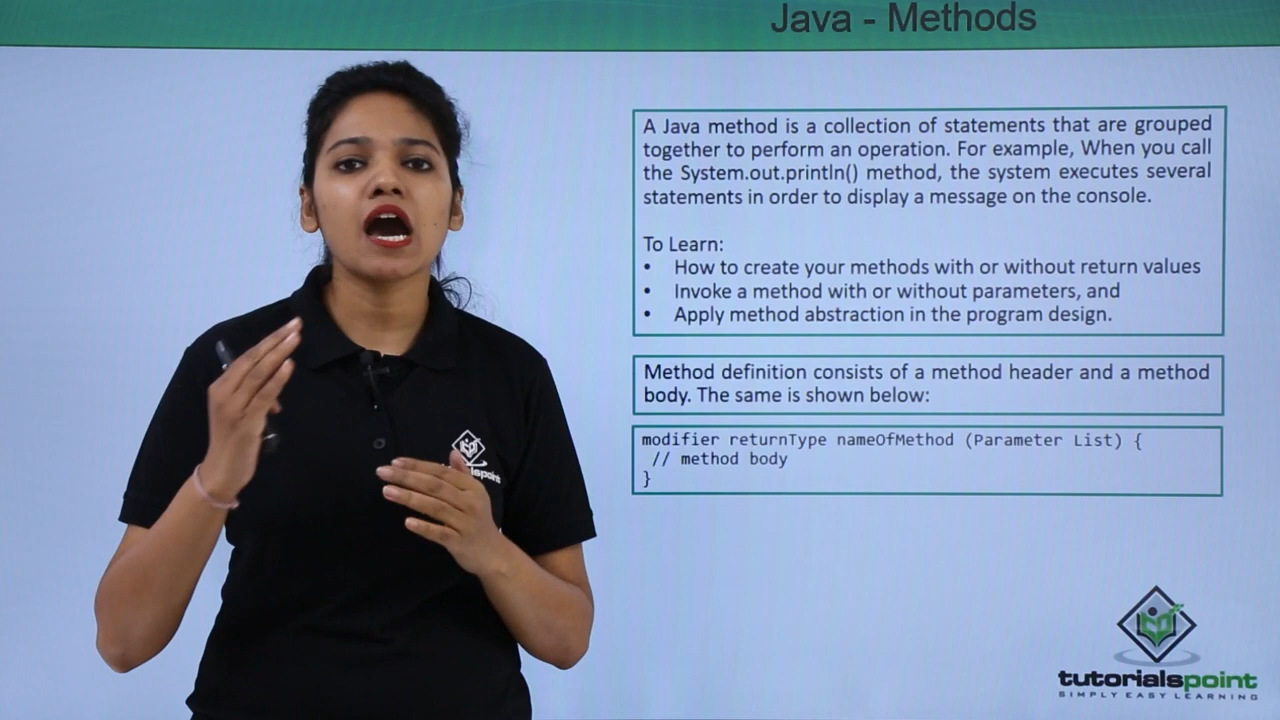 Java - Methods
A Java method is a collection of statements that are grouped
together to perform an operation. For example, When you call
the System.out.println() method, the system executes several
statements in order to display a message on the console.
To Learn:
• How to create your methods with or without return values
• Invoke a method with or without parameters, and
• Apply method abstraction in the program design.
Method definition consists of a method header and a method
body. The same is shown below:
modifier returnType nameOfMethod (Parameter List) {
// method body
}
spoint
tutorialspoint
SIMPLY EASY LEARNING